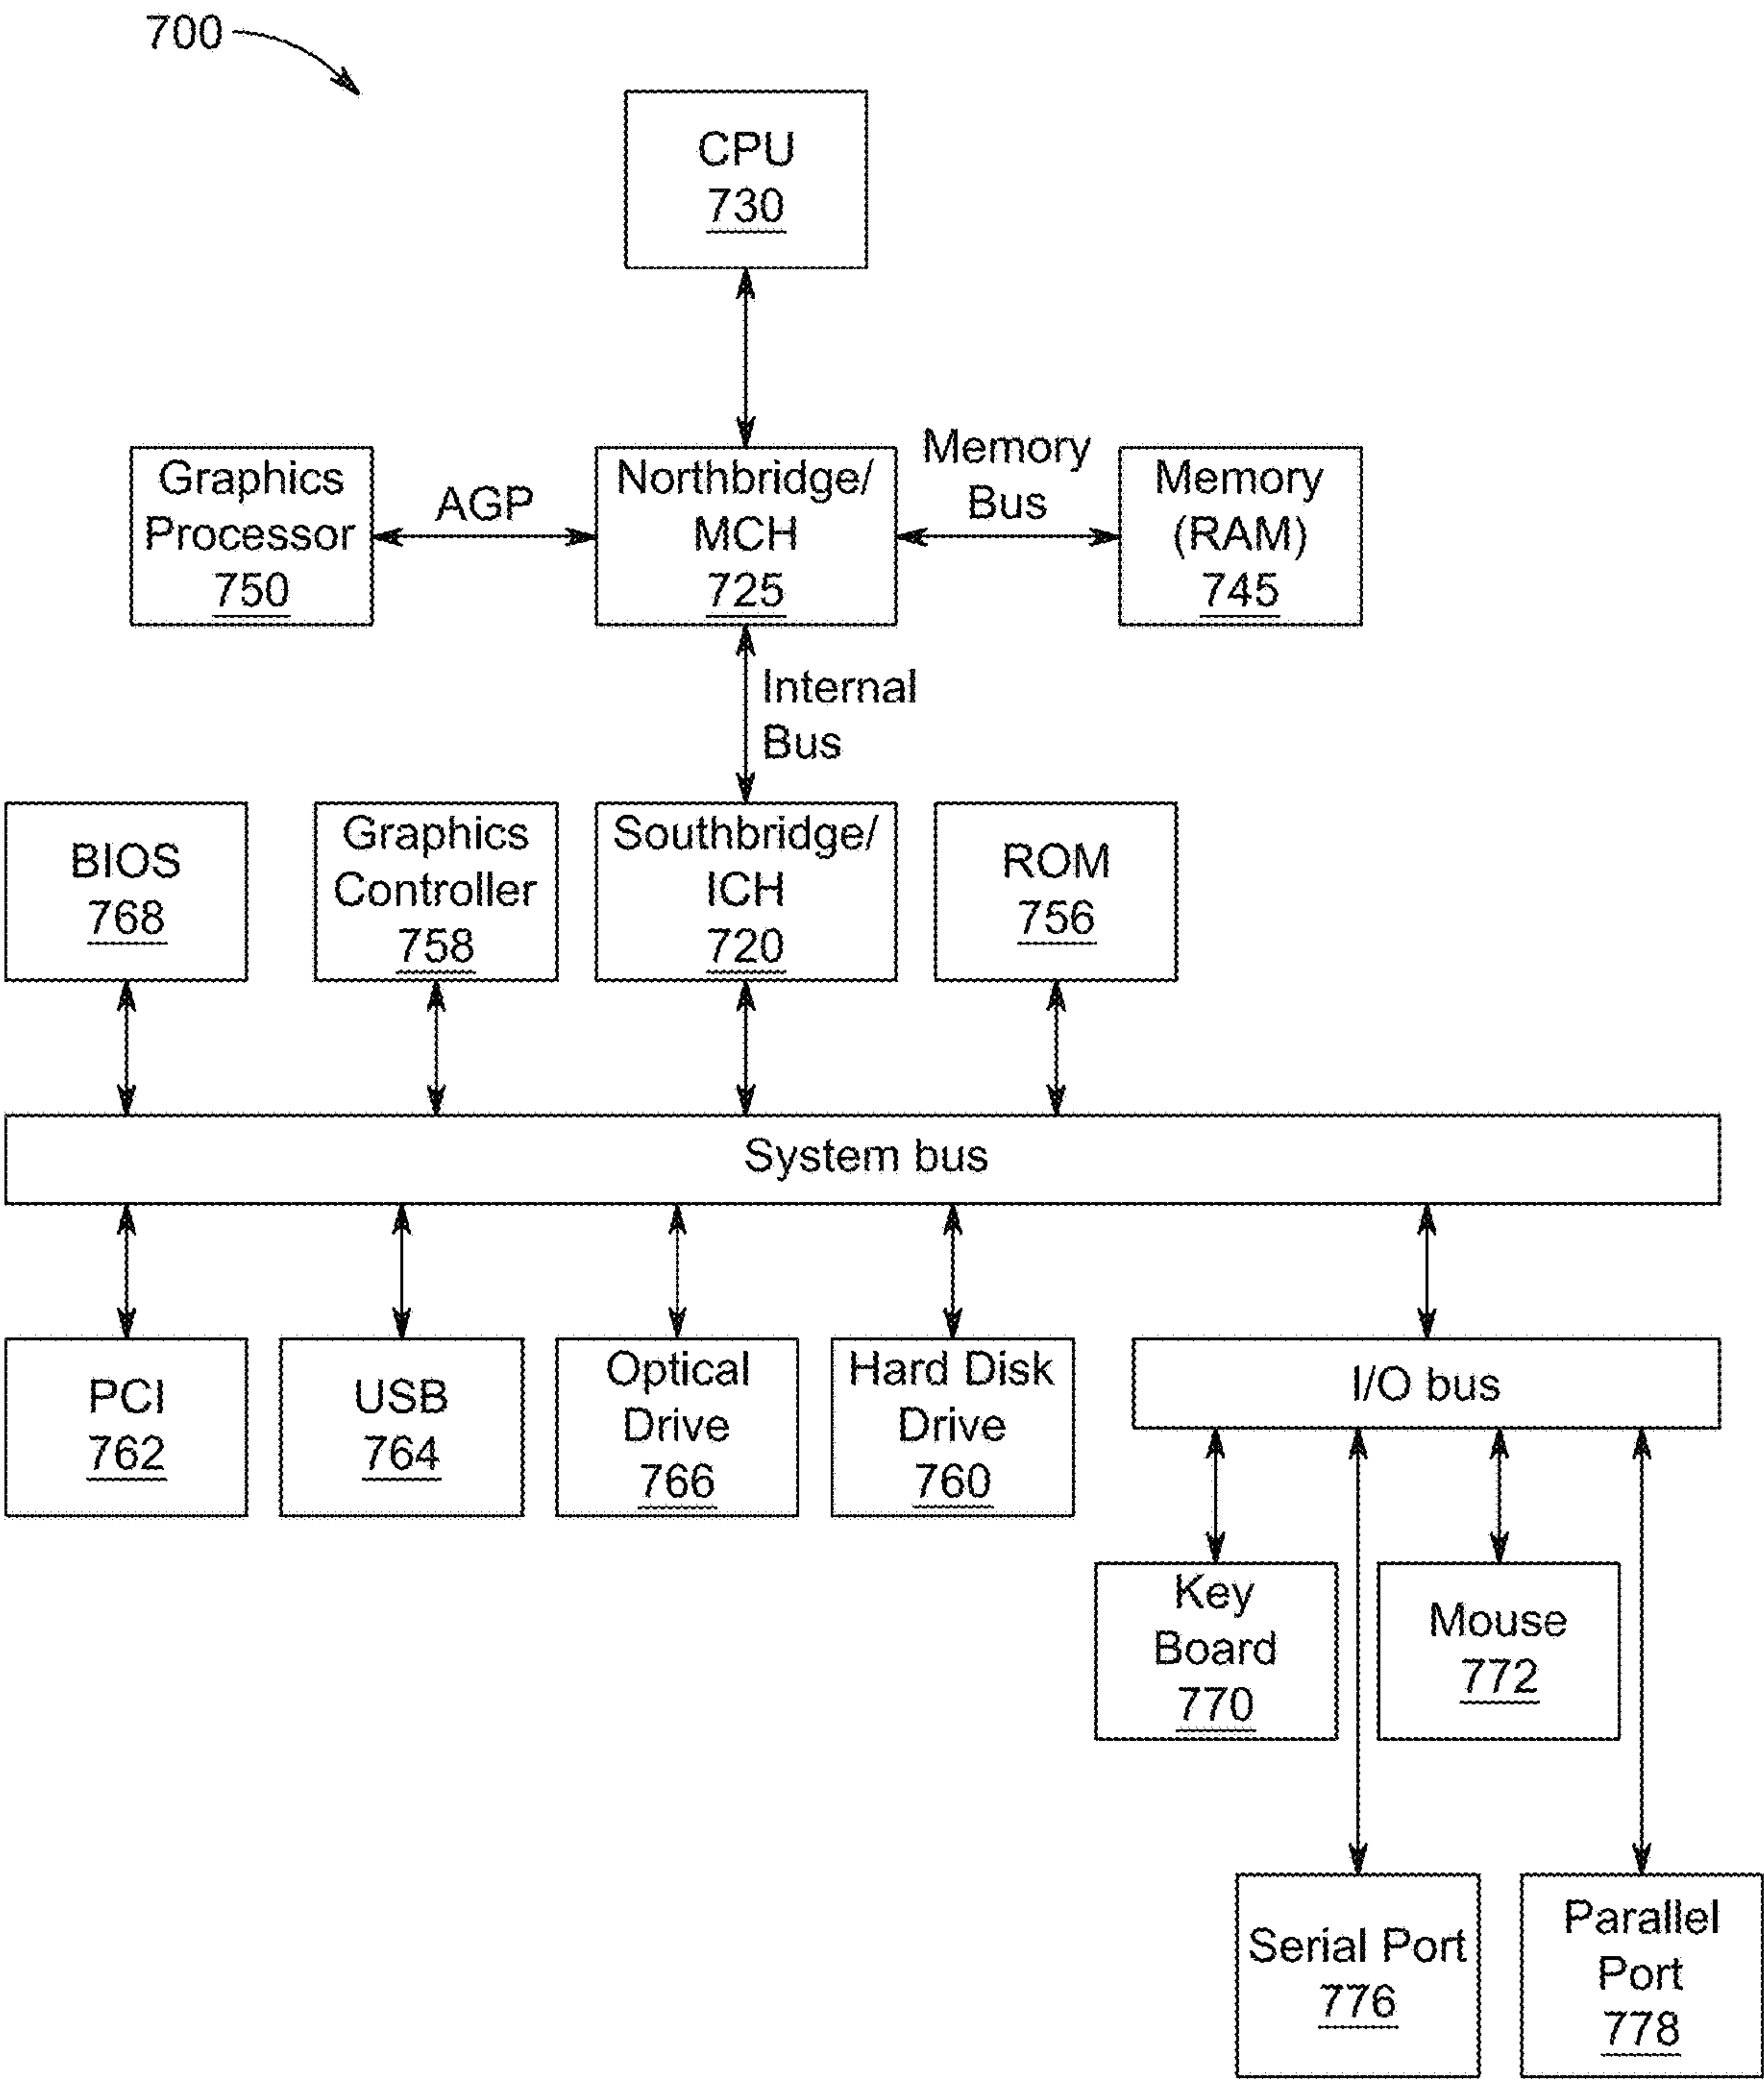 700
CPU
730
Graphics
Processor
750
AGP
Northbridge/
MCH
725
Memory
Bus
Memory
(RAM)
745
Internal
Bus
BIOS
768
Graphics
Controller
758
Southbridge/
ICH
720
ROM
756
System bus
PCI
762
USB
764
Optical
Drive
766
Hard Disk
Drive
760
I/O bus
Key
Board
770
Mouse
772
Serial Port
776
Parallel
Port
778